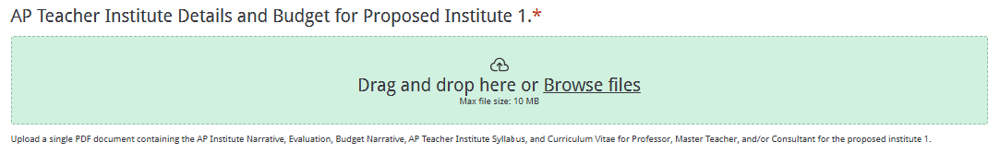 AP Teacher Institute Details and Budget for Proposed Institute 1.*
Drag and drop here or Browse files
Max file size: 10 MB
Upload a single PDF document containing the AP Institute Narrative, Evaluation, Budget Narrative, AP Teacher Institute Syllabus, and Curriculum Vitae for Professor, Master Teacher, and/or Consultant for the proposed institute 1.